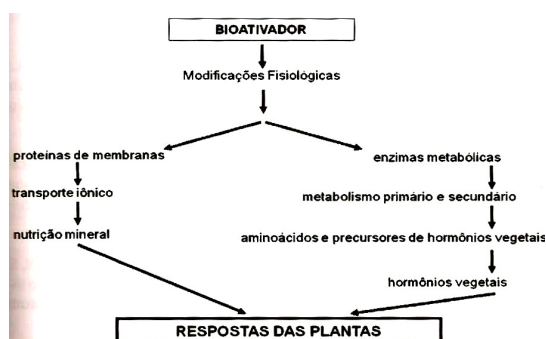 BIOATIVADOR
Modificações Fisiológicas
proteínas de membranas
enzimas metabólicas
transporte iônico
metabolismo primário e secundário
nutrição mineral
aminoácidos e precursores de hormônios vegetais
hormônios vegetais
RESPOSTAS DAS PLANTAS